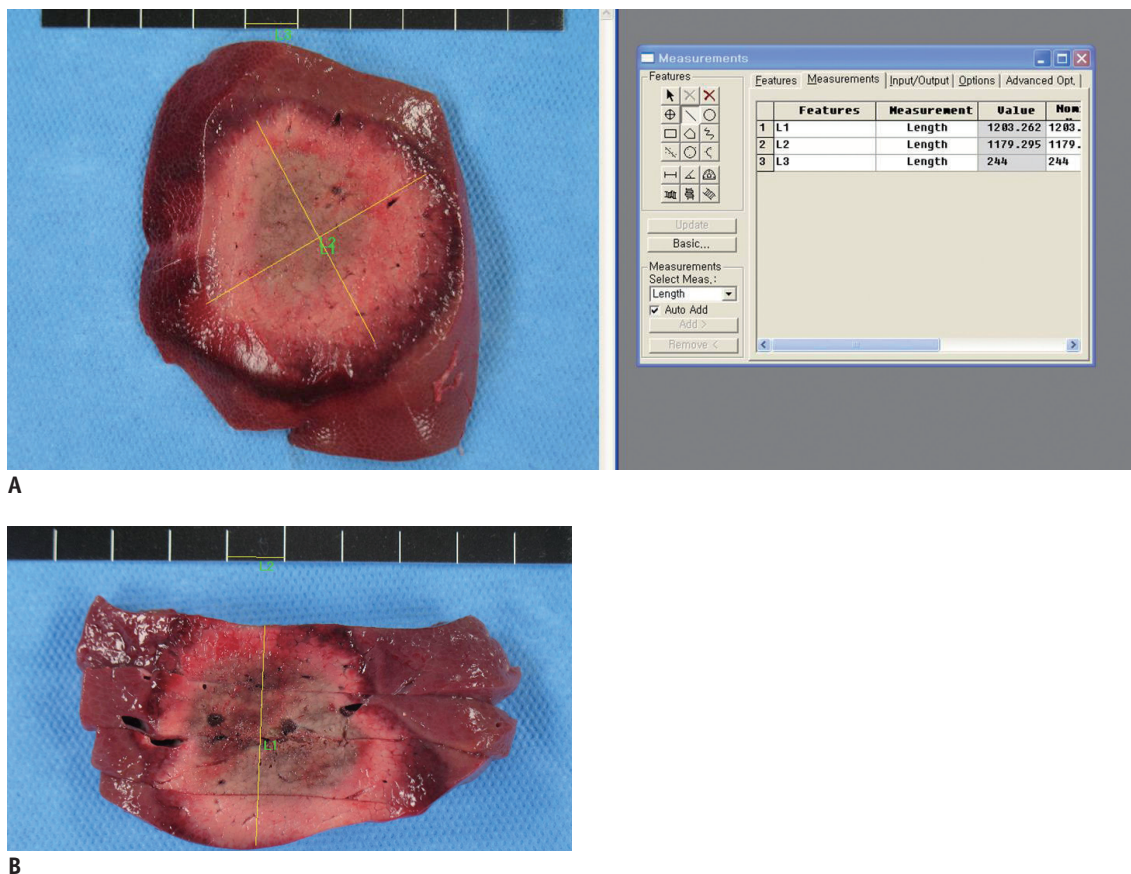 L3
L2
L1
Measurements
Features
Update
Basic...
Measurements
Select Meas.:
Length
Auto Add
Add >
Remove <
Features Measurements Input/Output Options Advanced Opt.
Features Measurement Value
1 L1 Length 1203.262 1203.
2 L2 Length 1179.295 1179.
3 L3 Length 244 244
A
L2
L1
B